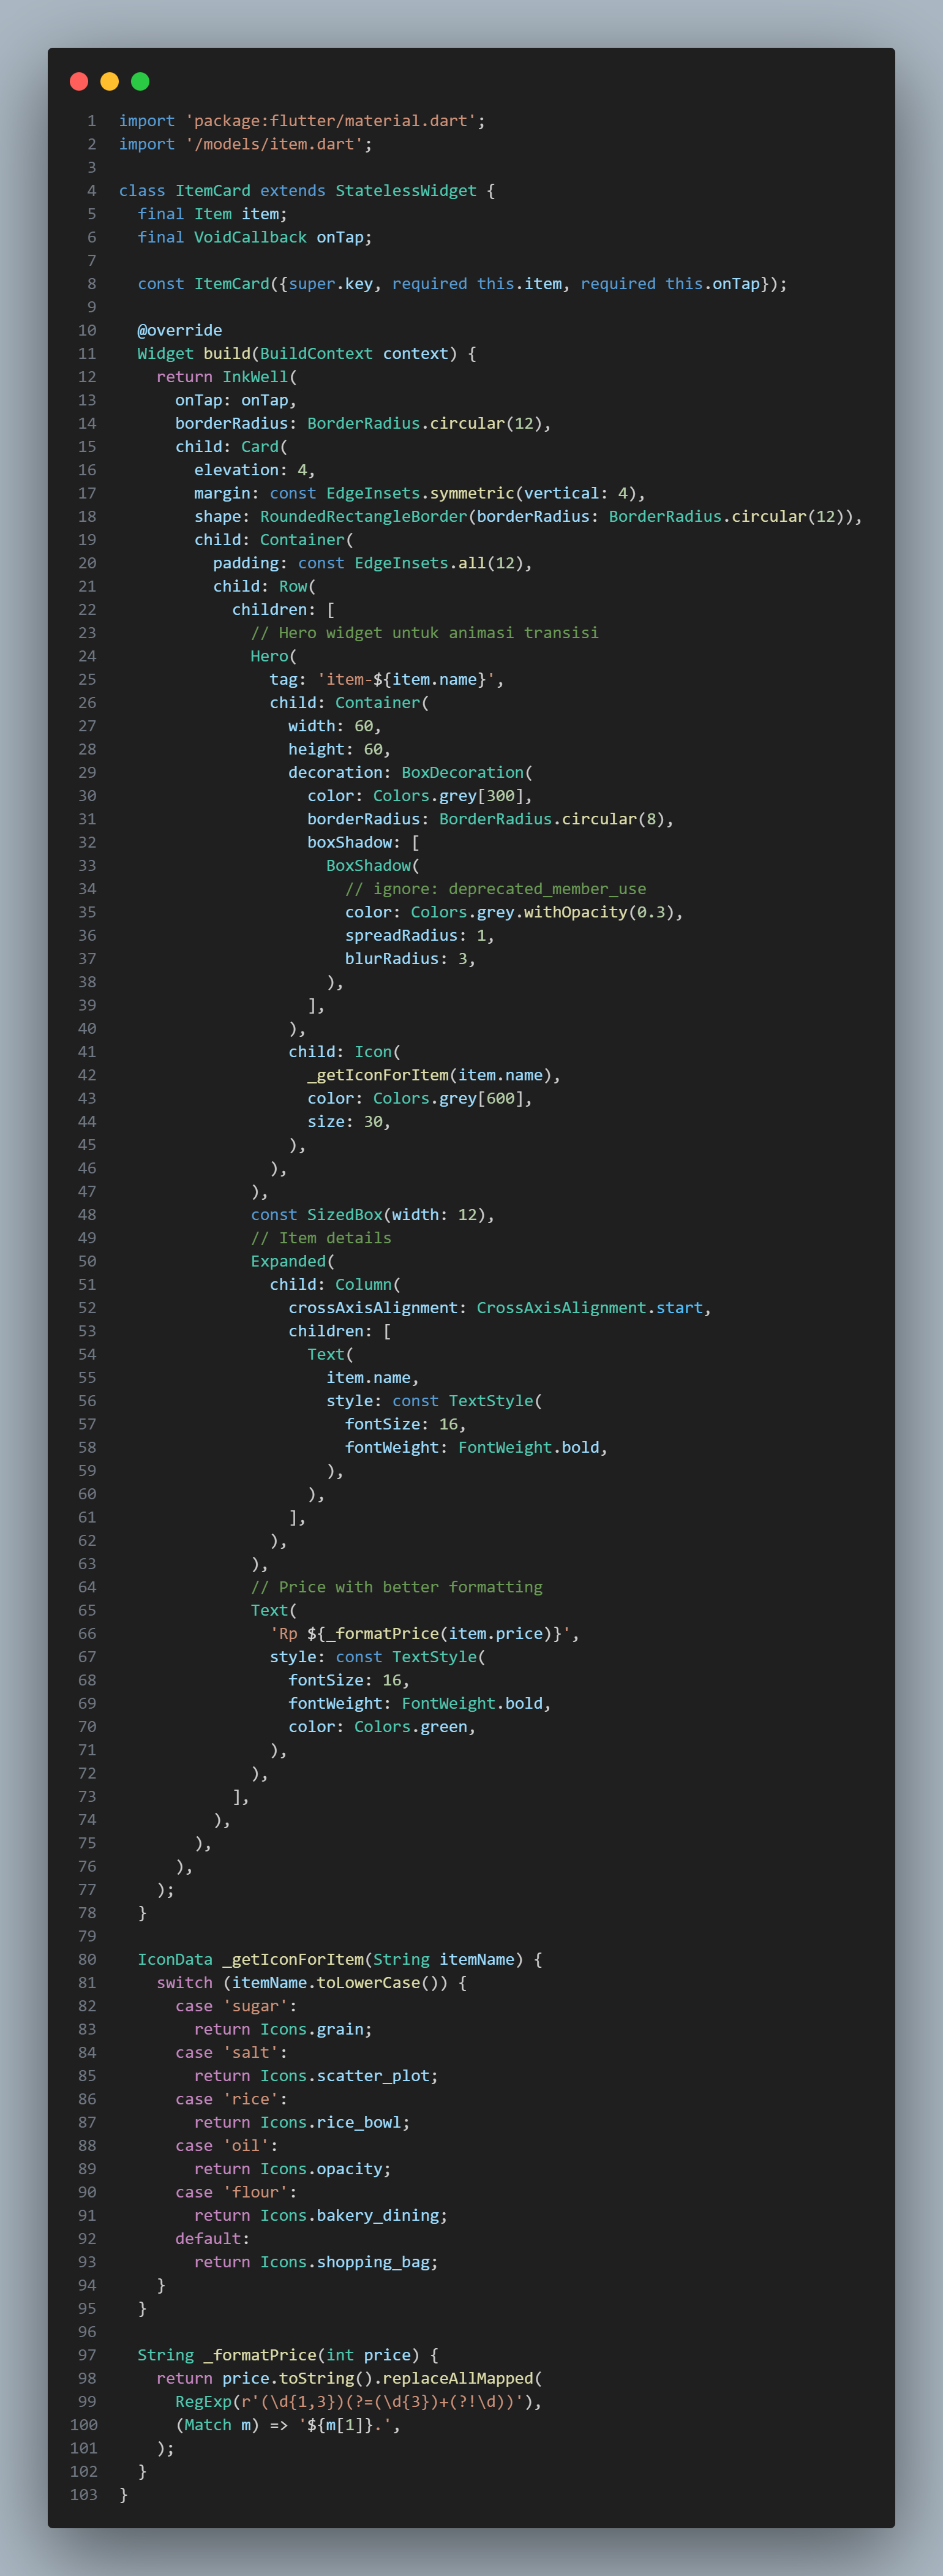 1 import 'package:flutter/material.dart';
2 import '/models/item.dart';
3
4 class ItemCard extends StatelessWidget {
5   final Item item;
6   final VoidCallback onTap;
7
8   const ItemCard({super.key, required this.item, required this.onTap});
9
10   @override
11   Widget build(BuildContext context) {
12     return InkWell(
13       onTap: onTap,
14       borderRadius: BorderRadius.circular(12),
15       child: Card(
16         elevation: 4,
17         margin: const EdgeInsets.symmetric(vertical: 4),
18         shape: RoundedRectangleBorder(borderRadius: BorderRadius.circular(12)),
19         child: Container(
20           padding: const EdgeInsets.all(12),
21           child: Row(
22             children: [
23               // Hero widget untuk animasi transisi
24               Hero(
25                 tag: 'item-${item.name}',
26                 child: Container(
27                   width: 60,
28                   height: 60,
29                   decoration: BoxDecoration(
30                     color: Colors.grey[300],
31                     borderRadius: BorderRadius.circular(8),
32                     boxShadow: [
33                       BoxShadow(
34                         // ignore: deprecated_member_use
35                         color: Colors.grey.withOpacity(0.3),
36                         spreadRadius: 1,
37                         blurRadius: 3,
38                       ),
39                     ],
40                   ),
41                   child: Icon(
42                     _getIconForItem(item.name),
43                     color: Colors.grey[600],
44                     size: 30,
45                   ),
46                 ),
47               ),
48               const SizedBox(width: 12),
49               // Item details
50               Expanded(
51                 child: Column(
52                   crossAxisAlignment: CrossAxisAlignment.start,
53                   children: [
54                     Text(
55                       item.name,
56                       style: const TextStyle(
57                         fontSize: 16,
58                         fontWeight: FontWeight.bold,
59                       ),
60                     ),
61                   ],
62                 ),
63               ),
64               // Price with better formatting
65               Text(
66                 'Rp ${_formatPrice(item.price)}',
67                 style: const TextStyle(
68                   fontSize: 16,
69                   fontWeight: FontWeight.bold,
70                   color: Colors.green,
71                 ),
72               ),
73             ],
74           ),
75         ),
76       ),
77     );
78   }
79
80   IconData _getIconForItem(String itemName) {
81     switch (itemName.toLowerCase()) {
82       case 'sugar':
83         return Icons.grain;
84       case 'salt':
85         return Icons.scatter_plot;
86       case 'rice':
87         return Icons.rice_bowl;
88       case 'oil':
89         return Icons.opacity;
90       case 'flour':
91         return Icons.bakery_dining;
92       default:
93         return Icons.shopping_bag;
94     }
95   }
96
97   String _formatPrice(int price) {
98     return price.toString().replaceAllMapped(
99       RegExp(r'(\d{1,3})(?=(\d{3})+(?!\d))'),
100       (Match m) => '${m[1]}.',
101     );
102   }
103 }